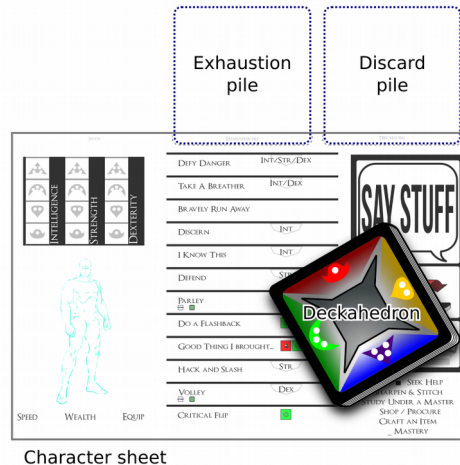 Exhaustion
pile
Discard
pile
DEFY DANGER INT/STR/DEX
TAKE A BREATHER INT/DEX
BRAVELY RUN AWAY
DISCERN INT
I KNOW THIS INT
DEFEND STR
PARLEY
DO A FLASHBACK
GOOD THING I BROUGHT...
HACK AND SLASH STR
VOLLEY DEX
CRITICAL FLIP
INTELLIGENCE
STRENGTH
DEXTERITY
SPEED WEALTH EQUIP
SAY STUFF
Deckahedron
SEEK HELP
SHARPEN & STITCH
STUDY UNDER A MASTER
SHOP / PROCURE
CRAFT AN ITEM
_ MASTERY
Character sheet